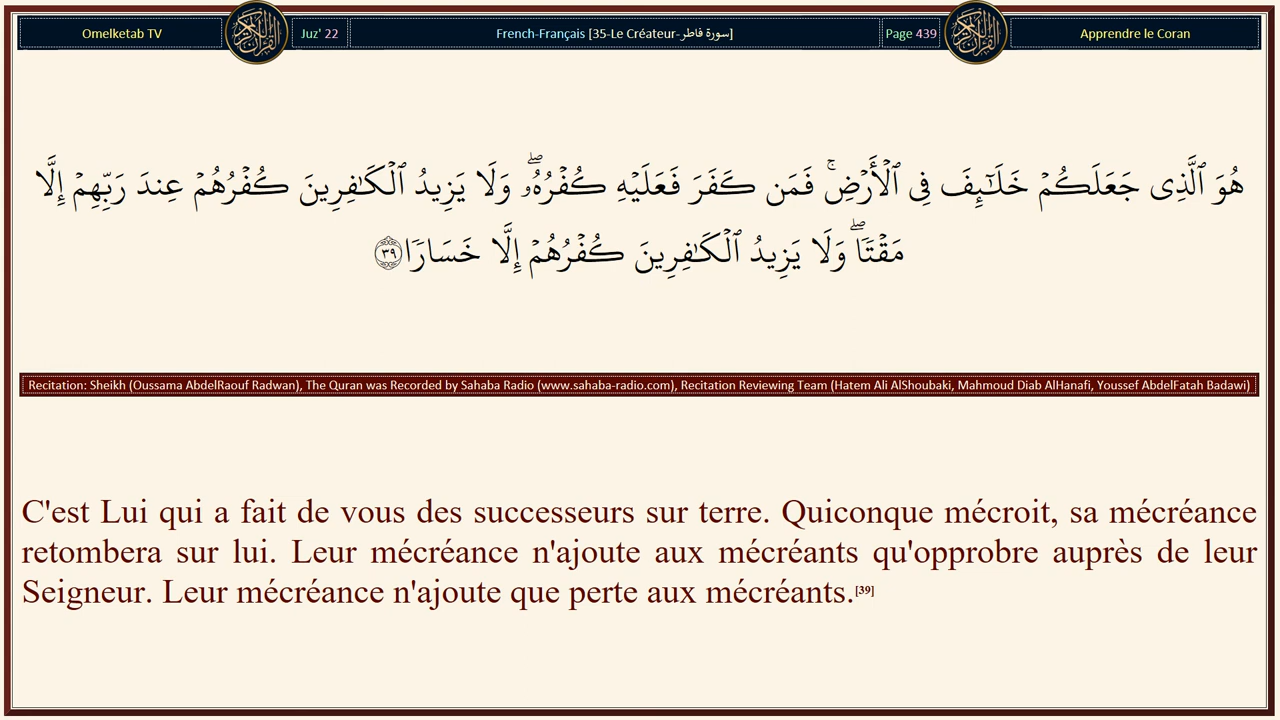 Omelketab TV
Juz' 22
French-Français [35-Le Créateur-سورة فاطر]
Page 439
Apprendre le Coran
هُوَ ٱلَّذِى جَعَلَكُمْ خَلَـٰٓئِفَ فِى ٱلْأَرْضِ ۚ فَمَن كَفَرَ فَعَلَيْهِ كُفْرُهُۥ ۖ وَلَا يَزِيدُ ٱلْكَـٰفِرِينَ كُفْرُهُمْ عِندَ رَبِّهِمْ إِلَّا
مَقْتًا ۖ وَلَا يَزِيدُ ٱلْكَـٰفِرِينَ كُفْرُهُمْ إِلَّا خَسَارًا ٣٩
Recitation: Sheikh (Oussama AbdelRaouf Radwan), The Quran was Recorded by Sahaba Radio (www.sahaba-radio.com), Recitation Reviewing Team (Hatem Ali AlShoubaki, Mahmoud Diab AlHanafi, Youssef AbdelFatah Badawi)
C'est Lui qui a fait de vous des successeurs sur terre. Quiconque mécroit, sa mécréance
retombera sur lui. Leur mécréance n'ajoute aux mécréants qu'opprobre auprès de leur
Seigneur. Leur mécréance n'ajoute que perte aux mécréants.[39]